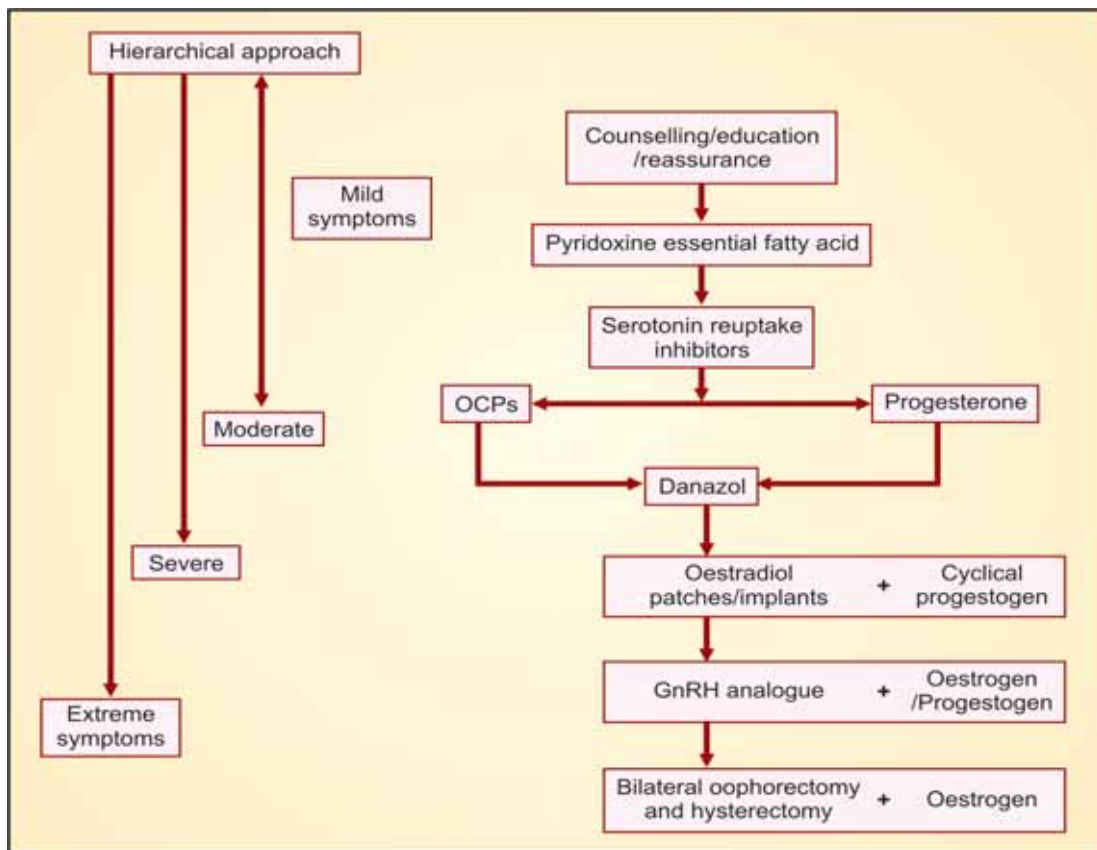 Hierarchical approach
Mild
symptoms
Moderate
Severe
Extreme
symptoms
Counselling/education
/reassurance
Pyridoxine essential fatty acid
Serotonin reuptake
inhibitors
OCPs
Progesterone
Danazol
Oestradiol
patches/implants
+
Cyclical
progestogen
GnRH analogue
+
Oestrogen
/Progestogen
Bilateral oophorectomy
and hysterectomy
+
Oestrogen